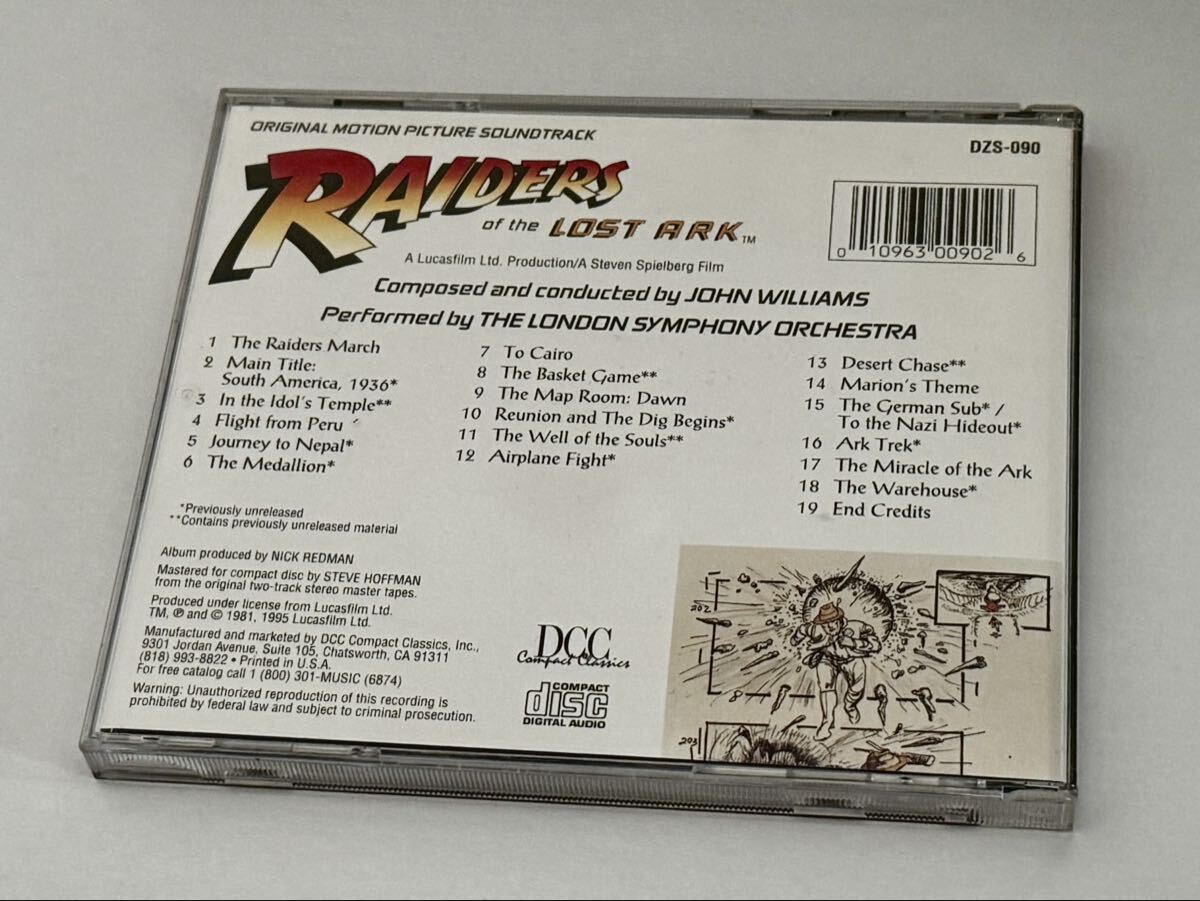 ORIGINAL MOTION PICTURE SOUNDTRACK
DZS-090
RAIDERS
of the LOST ARK™
0 10963 00902 6
A Lucasfilm Ltd. Production/A Steven Spielberg Film
Composed and conducted by JOHN WILLIAMS
Performed by THE LONDON SYMPHONY ORCHESTRA
1 The Raiders March
2 Main Title:
South America, 1936*
3 In the Idol's Temple**
4 Flight from Peru
5 Journey to Nepal*
6 The Medallion*
7 To Cairo
8 The Basket Game**
9 The Map Room: Dawn
10 Reunion and The Dig Begins*
11 The Well of the Souls**
12 Airplane Fight*
13 Desert Chase**
14 Marion's Theme
15 The German Sub* /
To the Nazi Hideout*
16 Ark Trek*
17 The Miracle of the Ark
18 The Warehouse*
19 End Credits
*Previously unreleased
**Contains previously unreleased material
Album produced by NICK REDMAN
Mastered for compact disc by STEVE HOFFMAN
from the original two-track stereo master tapes.
Produced under license from Lucasfilm Ltd.
TM, ℗ and © 1981, 1995 Lucasfilm Ltd.
Manufactured and marketed by DCC Compact Classics, Inc.,
9301 Jordan Avenue, Suite 105, Chatsworth, CA 91311
(818) 993-8822 • Printed in U.S.A.
For free catalog call 1 (800) 301-MUSIC (6874)
Warning: Unauthorized reproduction of this recording is
prohibited by federal law and subject to criminal prosecution.
DCC
Compact Classics
COMPACT
disc
DIGITAL AUDIO
202
203